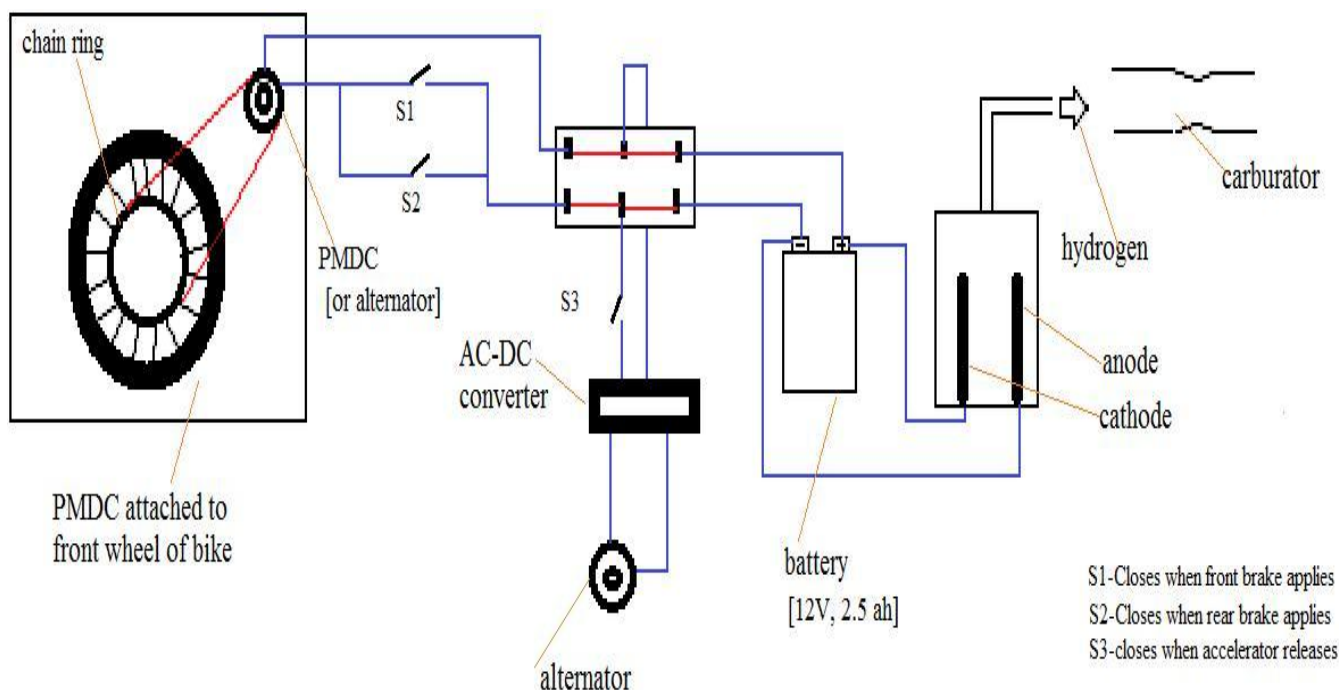 chain ring
S1
S2
PMDC
[or alternator]
carburator
hydrogen
S3
AC-DC
converter
-
+
anode
cathode
PMDC attached to
front wheel of bike
battery
[12V, 2.5 ah]
alternator
S1-Closes when front brake applies
S2-Closes when rear brake applies
S3-closes when accelerator releases